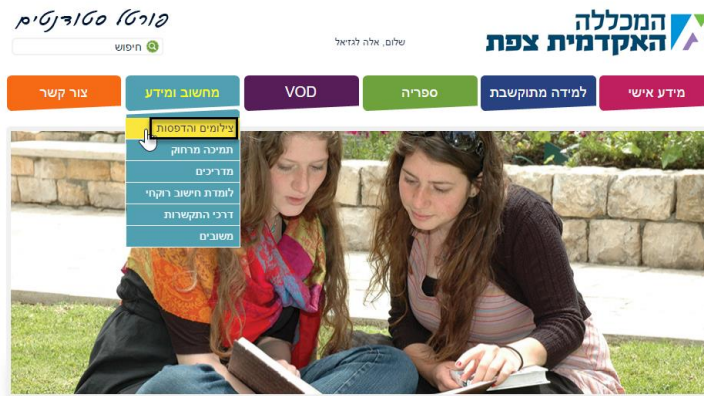 פורטל סטודנטים
חיפוש
שלום, אלה לגזיאל
המכללה
האקדמית צפת
מידע אישי
למידה מתוקשבת
ספריה
VOD
מחשוב ומידע
צור קשר
צילומים והדפסות
תמיכה מרחוק
מדריכים
לומדת חישוב רוקחי
דרכי התקשרות
משובים